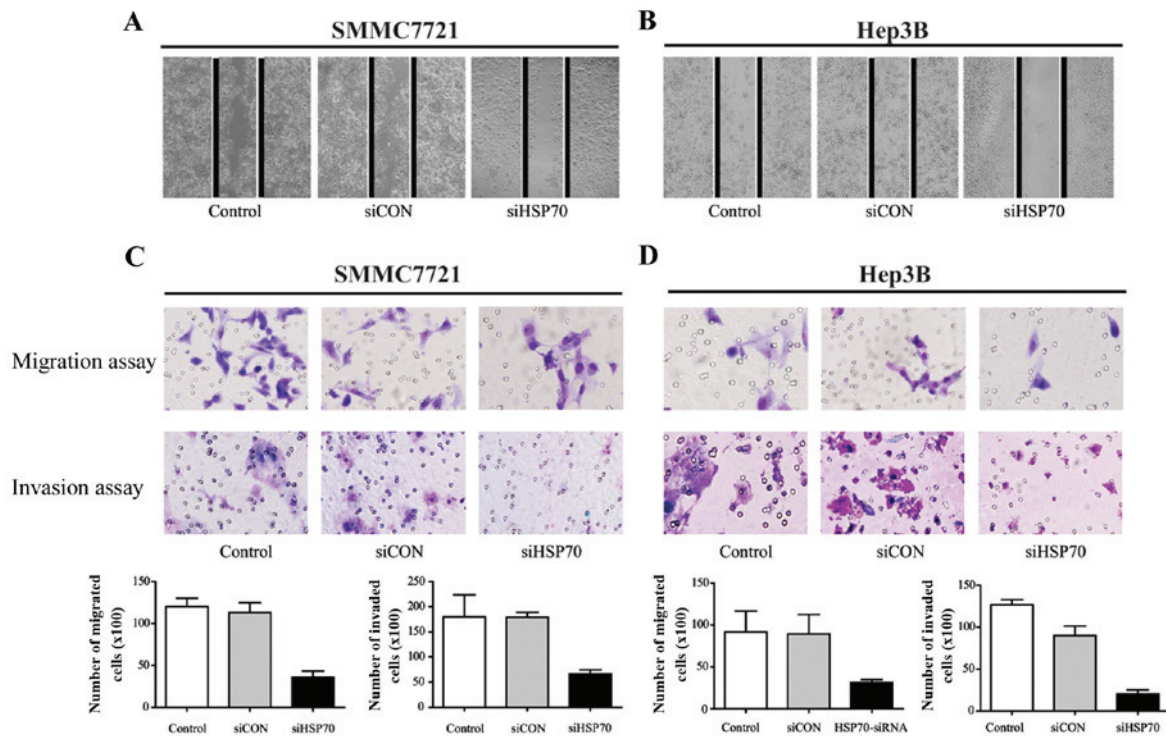 A
SMMC7721
Control siCON siHSP70
B
Hep3B
Control siCON siHSP70
C
SMMC7721
Migration assay
Invasion assay
Control siCON siHSP70
D
Hep3B
Control siCON siHSP70
Number of migrated
cells (x100)
150
100
50
0
Control siCON siHSP70
Number of invaded
cells (x100)
250
200
150
100
50
0
Control siCON siHSP70
Number of migrated
cells (x100)
150
100
50
0
Control siCON HSP70-siRNA
Number of invaded
cells (x100)
150
100
50
0
Control siCON siHSP70